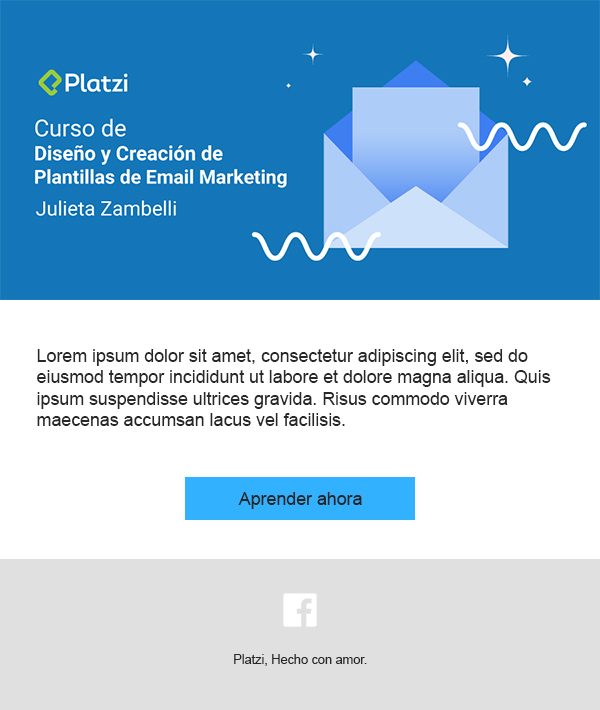 Platzi
Curso de
Diseño y Creación de
Plantillas de Email Marketing
Julieta Zambelli
Lorem ipsum dolor sit amet, consectetur adipiscing elit, sed do
eiusmod tempor incididunt ut labore et dolore magna aliqua. Quis
ipsum suspendisse ultrices gravida. Risus commodo viverra
maecenas accumsan lacus vel facilisis.
Aprender ahora
Platzi, Hecho con amor.